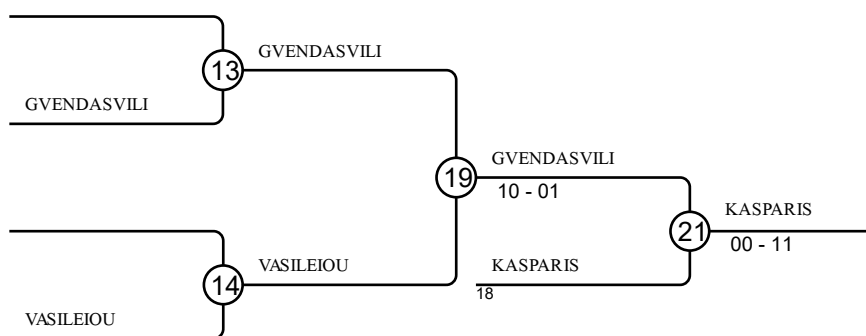 GVENDASVILI
13
GVENDASVILI
GVENDASVILI
19
10 - 01
KASPARIS
21
00 - 11
VASILEIOU
14
KASPARIS
18
VASILEIOU